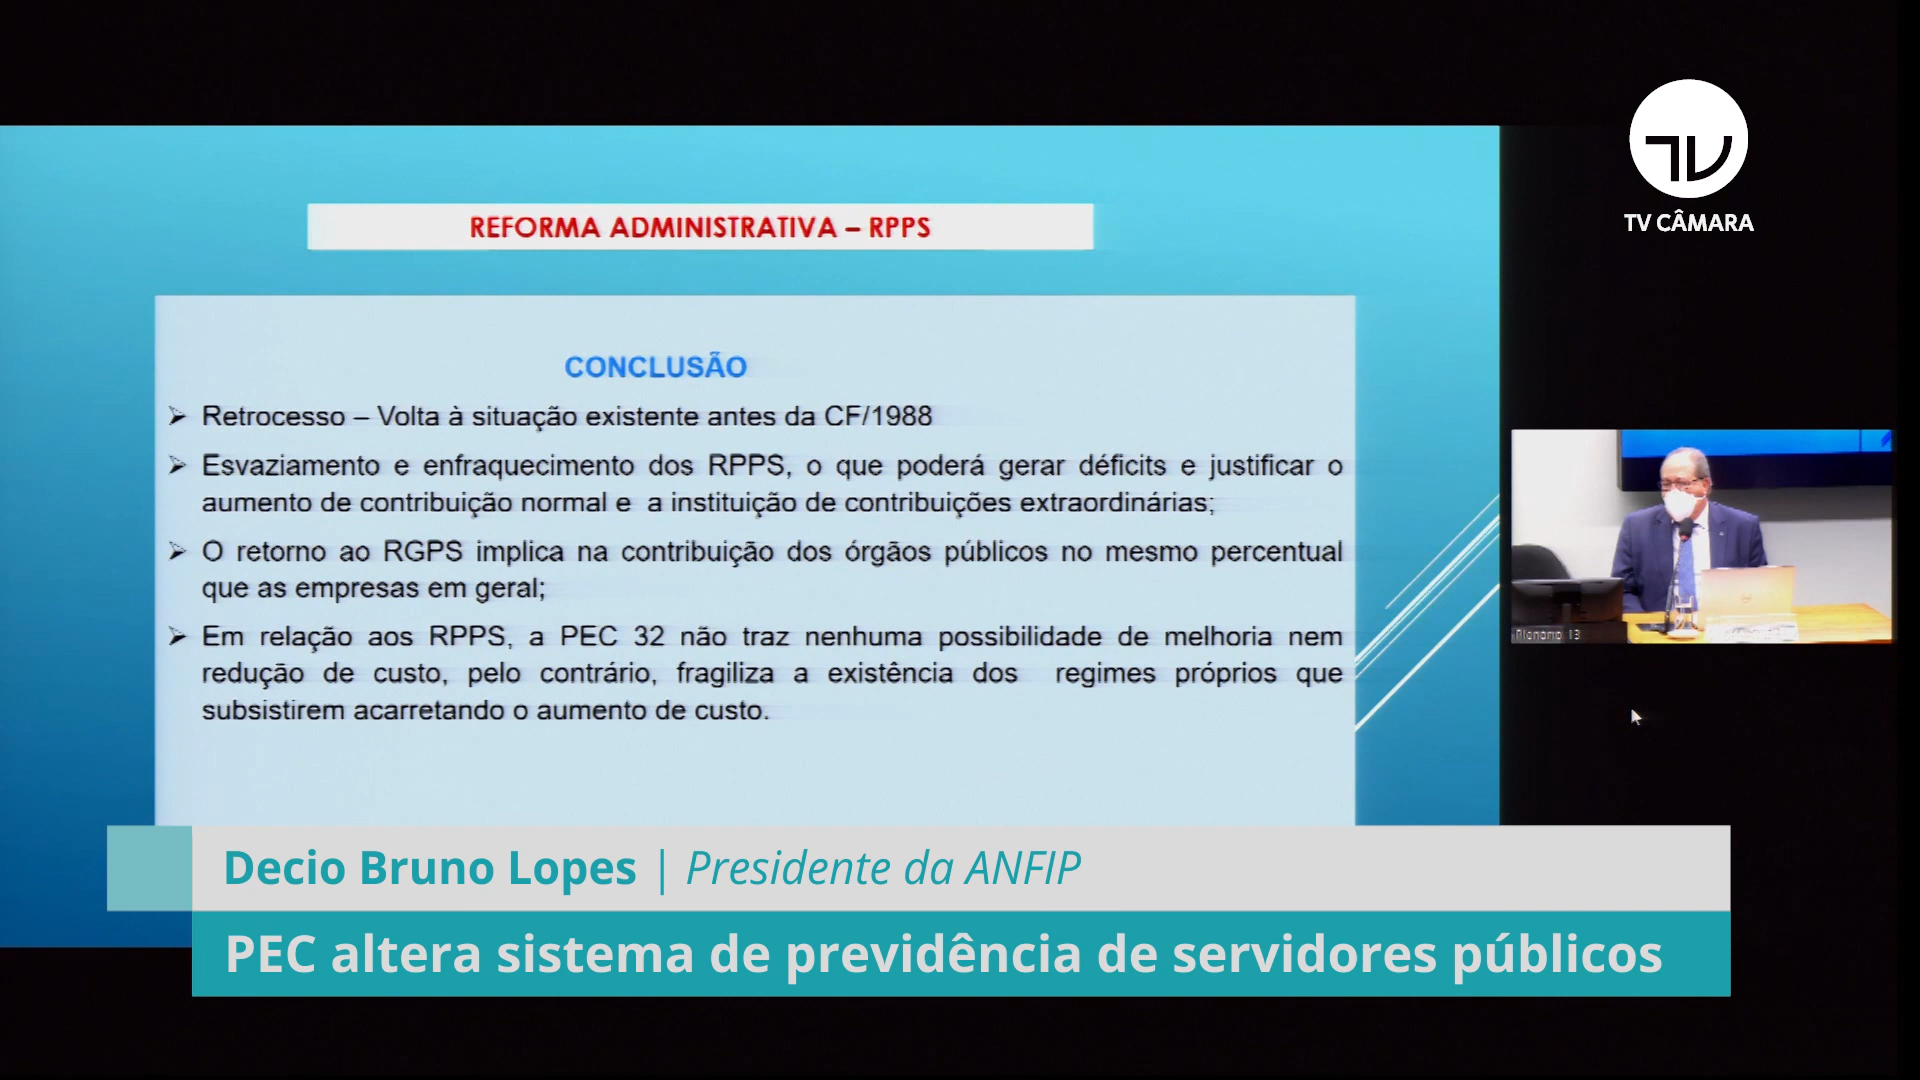 TV CÂMARA
REFORMA ADMINISTRATIVA – RPPS
CONCLUSÃO
➢ Retrocesso – Volta à situação existente antes da CF/1988
➢ Esvaziamento e enfraquecimento dos RPPS, o que poderá gerar déficits e justificar o
aumento de contribuição normal e a instituição de contribuições extraordinárias;
➢ O retorno ao RGPS implica na contribuição dos órgãos públicos no mesmo percentual
que as empresas em geral;
➢ Em relação aos RPPS, a PEC 32 não traz nenhuma possibilidade de melhoria nem
redução de custo, pelo contrário, fragiliza a existência dos regimes próprios que
subsistirem acarretando o aumento de custo.
Plenario 13
Decio Bruno Lopes | Presidente da ANFIP
PEC altera sistema de previdência de servidores públicos